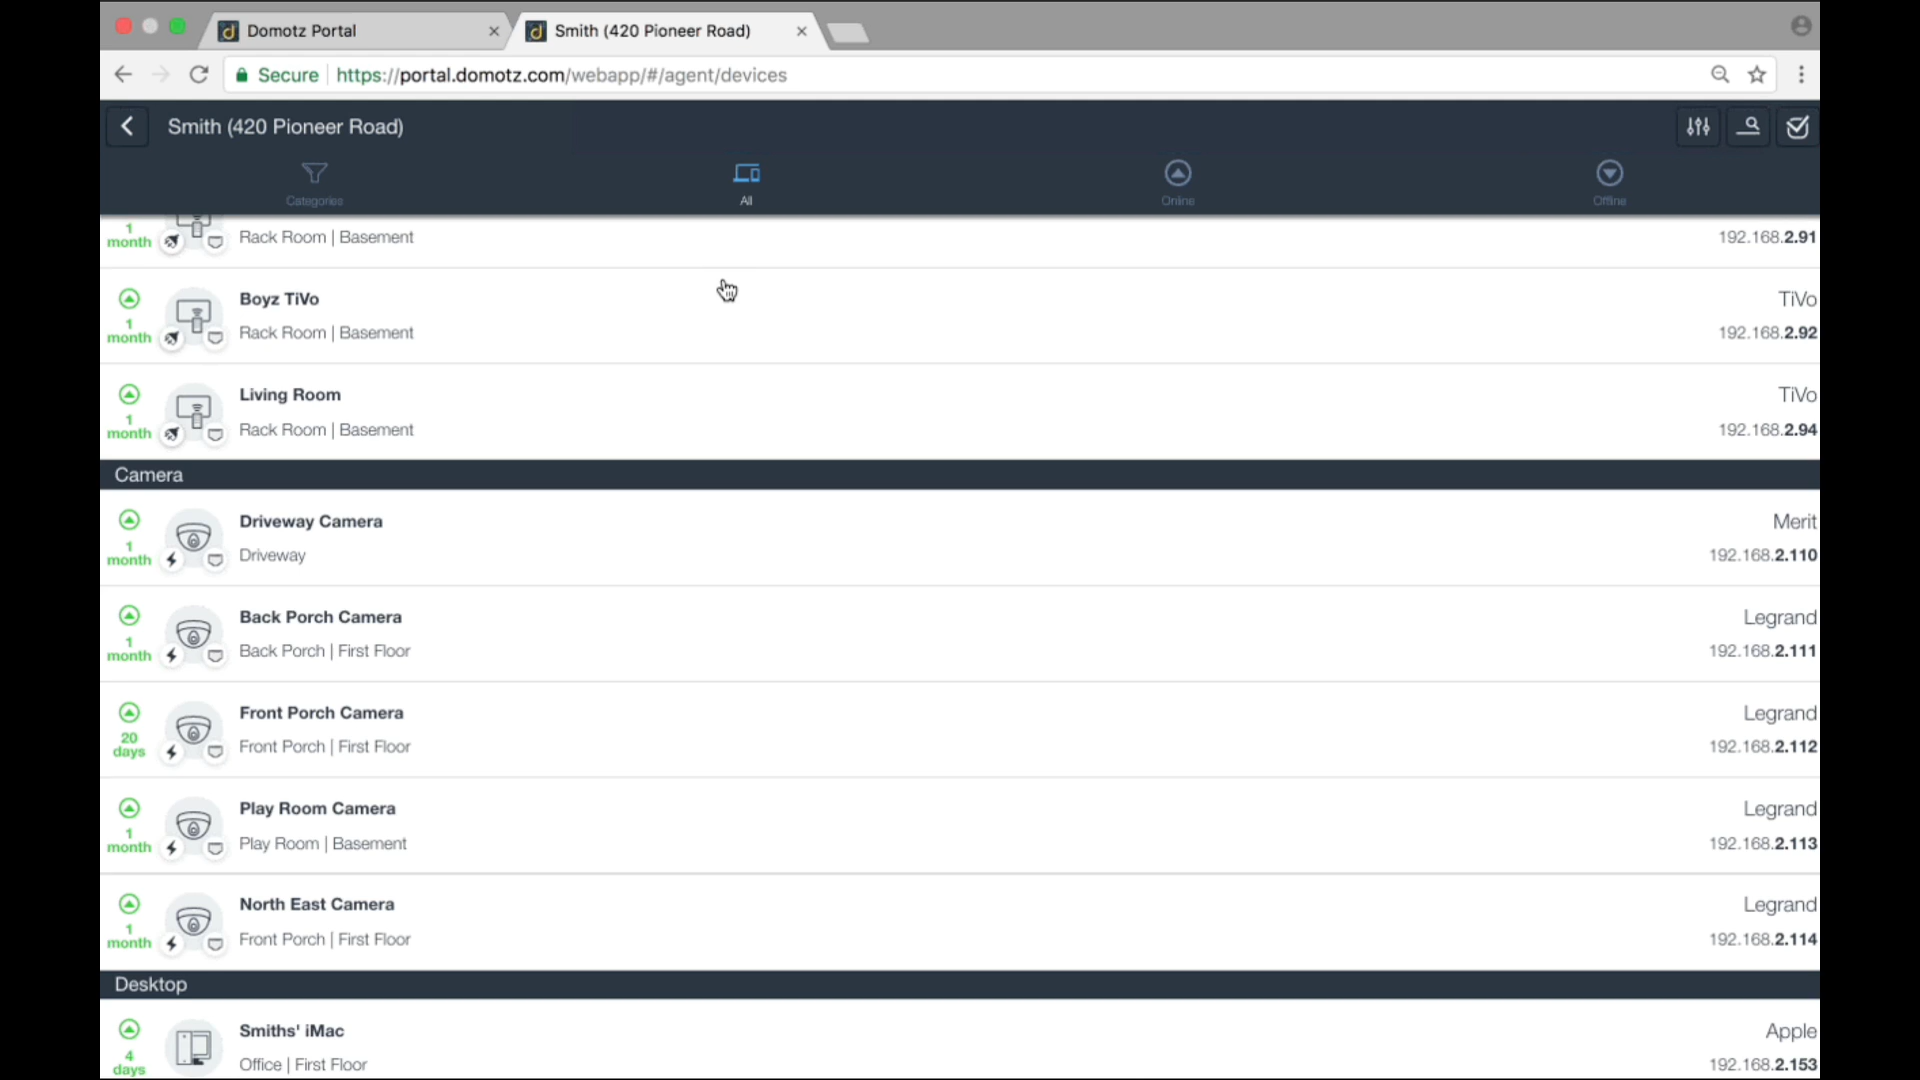 Domotz Portal
Smith (420 Pioneer Road)
Secure https://portal.domotz.com/webapp/#/agent/devices
Smith (420 Pioneer Road)
Categories
All
Online
Offline
1 month
Rack Room | Basement
192.168.2.91
Boyz TiVo
TiVo
1 month
Rack Room | Basement
192.168.2.92
Living Room
TiVo
1 month
Rack Room | Basement
192.168.2.94
Camera
Driveway Camera
Merit
1 month
Driveway
192.168.2.110
Back Porch Camera
Legrand
1 month
Back Porch | First Floor
192.168.2.111
Front Porch Camera
Legrand
20 days
Front Porch | First Floor
192.168.2.112
Play Room Camera
Legrand
1 month
Play Room | Basement
192.168.2.113
North East Camera
Legrand
1 month
Front Porch | First Floor
192.168.2.114
Desktop
Smiths' iMac
Apple
4 days
Office | First Floor
192.168.2.153